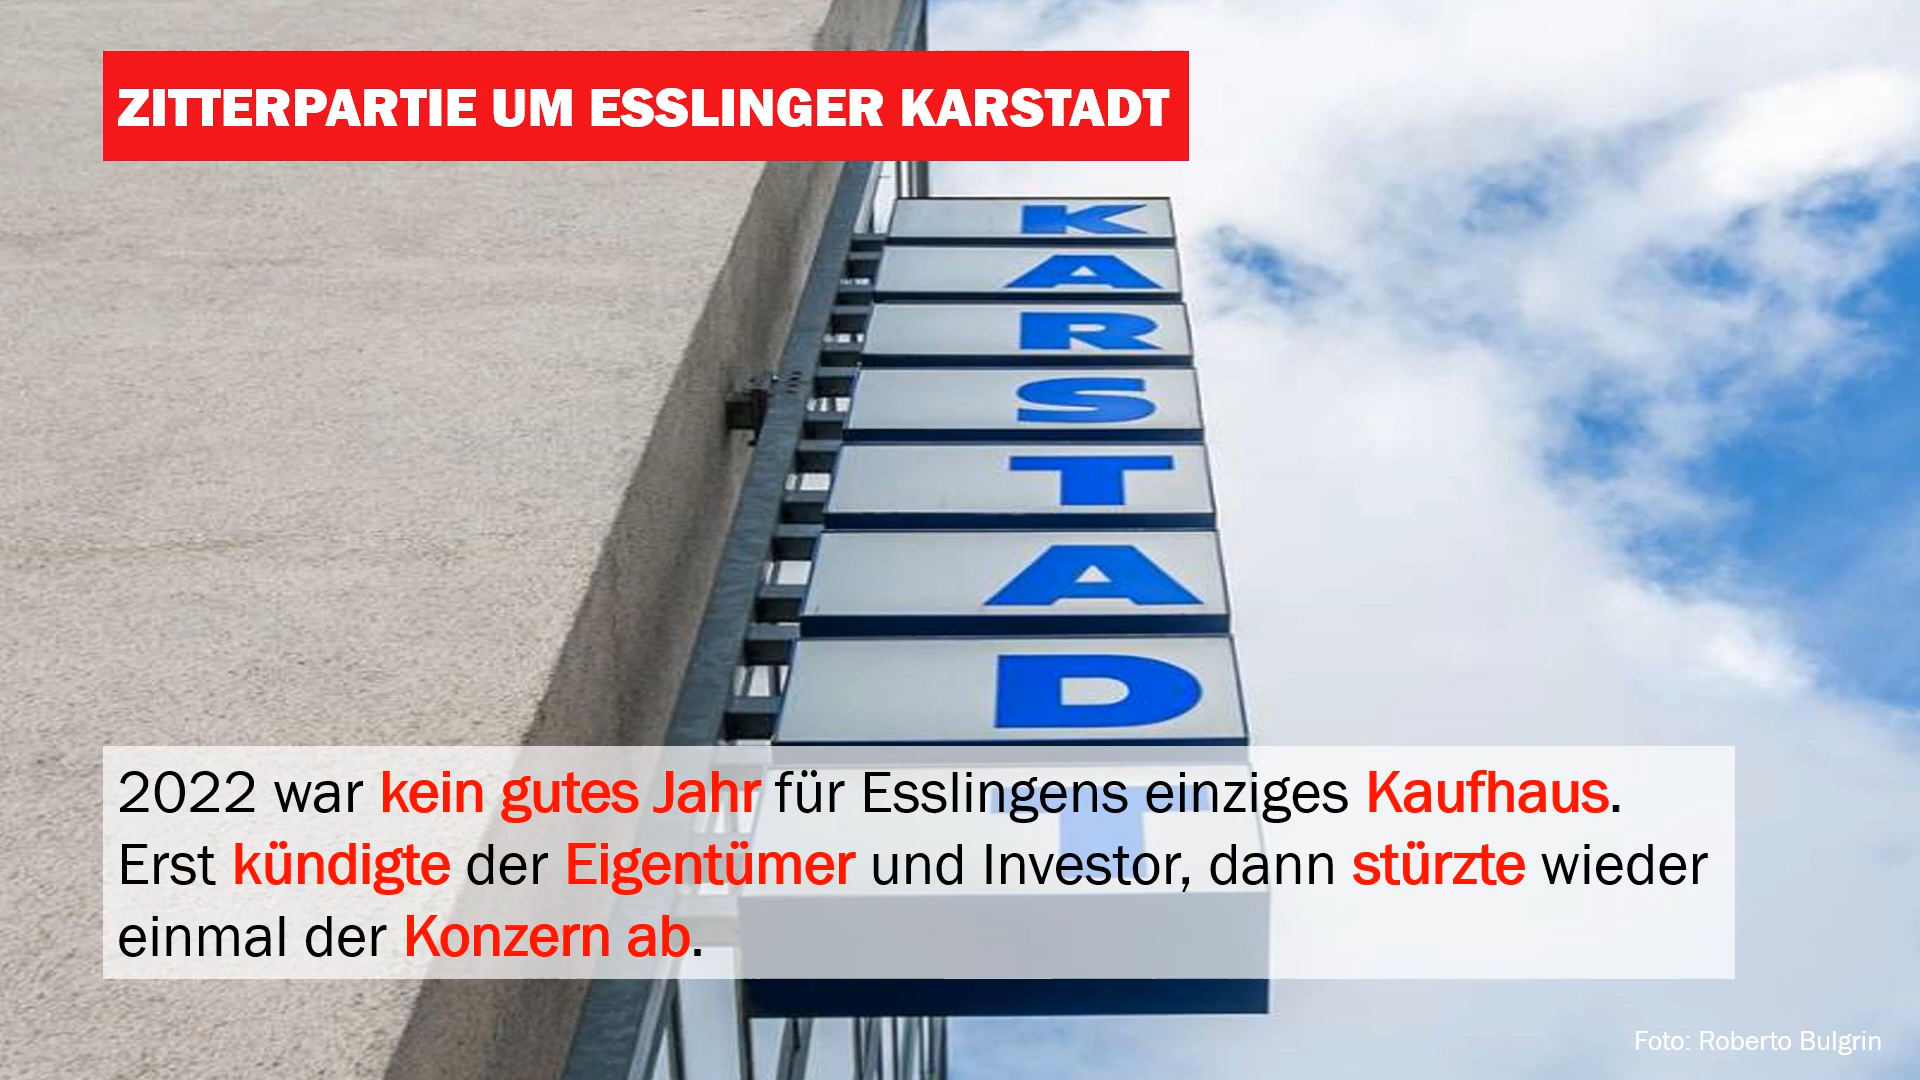 ZITTERPARTIE UM ESSLINGER KARSTADT
KARSTADT
2022 war kein gutes Jahr für Esslingens einziges Kaufhaus.
Erst kündigte der Eigentümer und Investor, dann stürzte wieder
einmal der Konzern ab.
Foto: Roberto Bulgrin